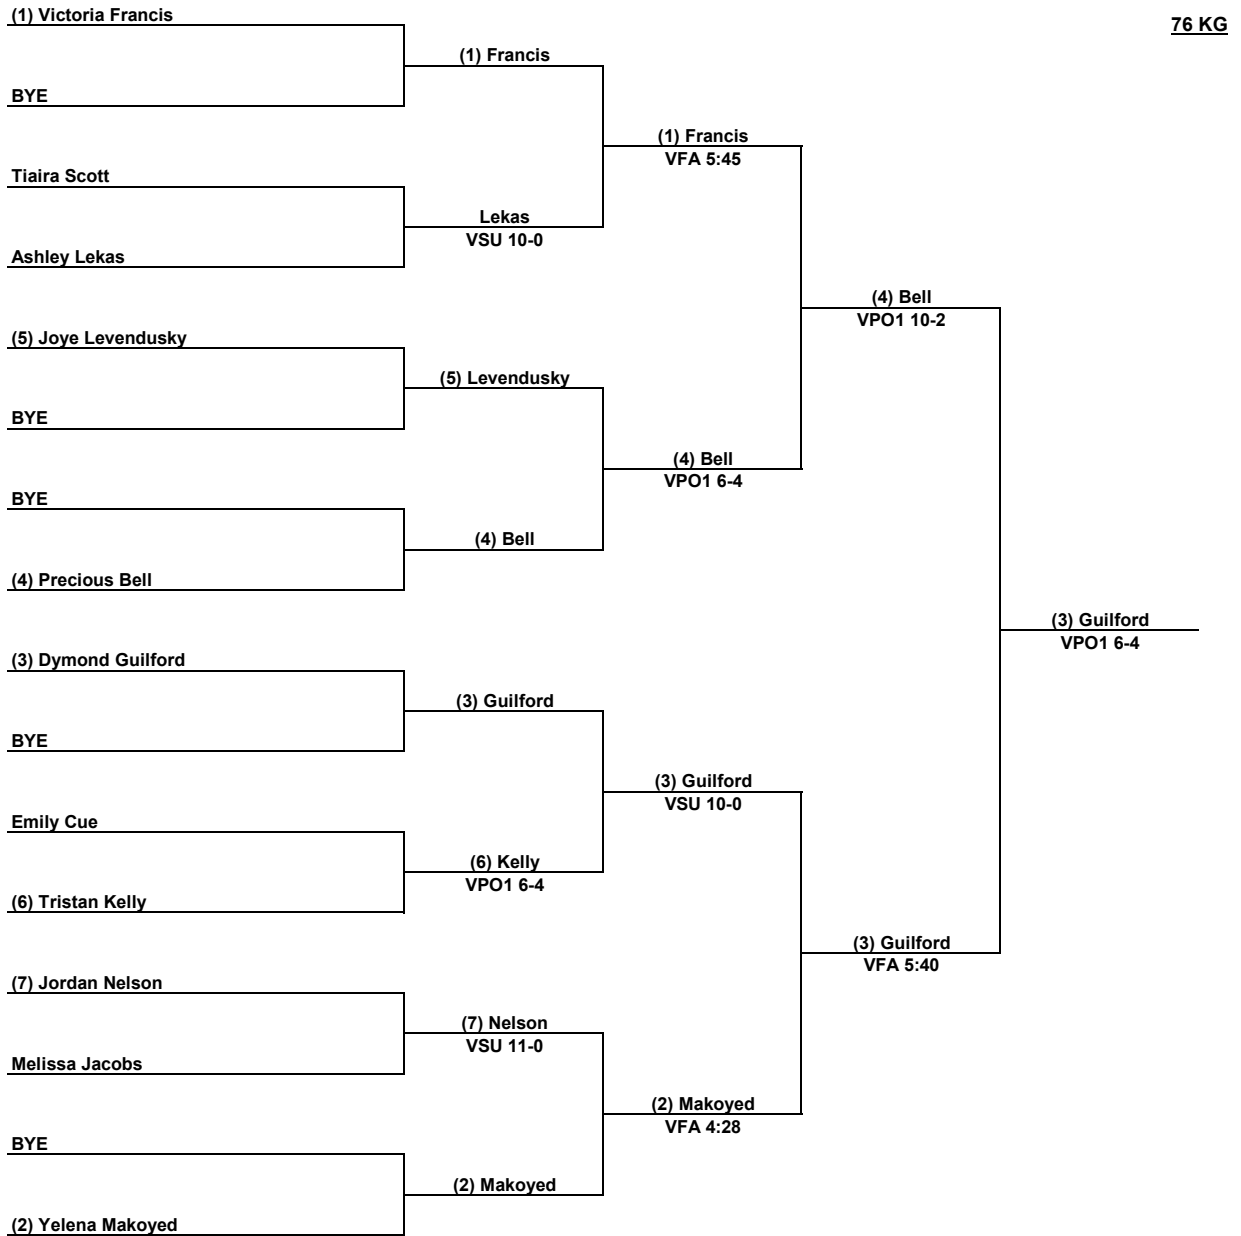 (1) Victoria Francis
76 KG
(1) Francis
BYE
(1) Francis
VFA 5:45
Tiaira Scott
Lekas
VSU 10-0
Ashley Lekas
(4) Bell
VPO1 10-2
(5) Joye Levendusky
(5) Levendusky
BYE
(4) Bell
VPO1 6-4
BYE
(4) Bell
(4) Precious Bell
(3) Guilford
VPO1 6-4
(3) Dymond Guilford
(3) Guilford
BYE
(3) Guilford
VSU 10-0
Emily Cue
(6) Kelly
VPO1 6-4
(6) Tristan Kelly
(3) Guilford
VFA 5:40
(7) Jordan Nelson
(7) Nelson
VSU 11-0
Melissa Jacobs
(2) Makoyed
VFA 4:28
BYE
(2) Makoyed
(2) Yelena Makoyed